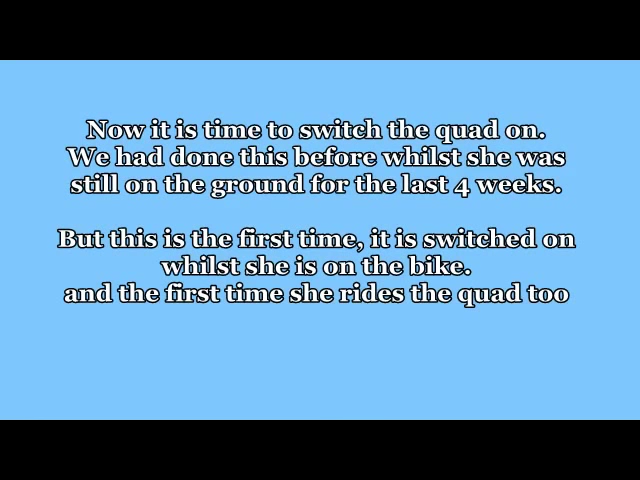 Now it is time to switch the quad on.
We had done this before whilst she was
still on the ground for the last 4 weeks.
But this is the first time, it is switched on
whilst she is on the bike.
and the first time she rides the quad too